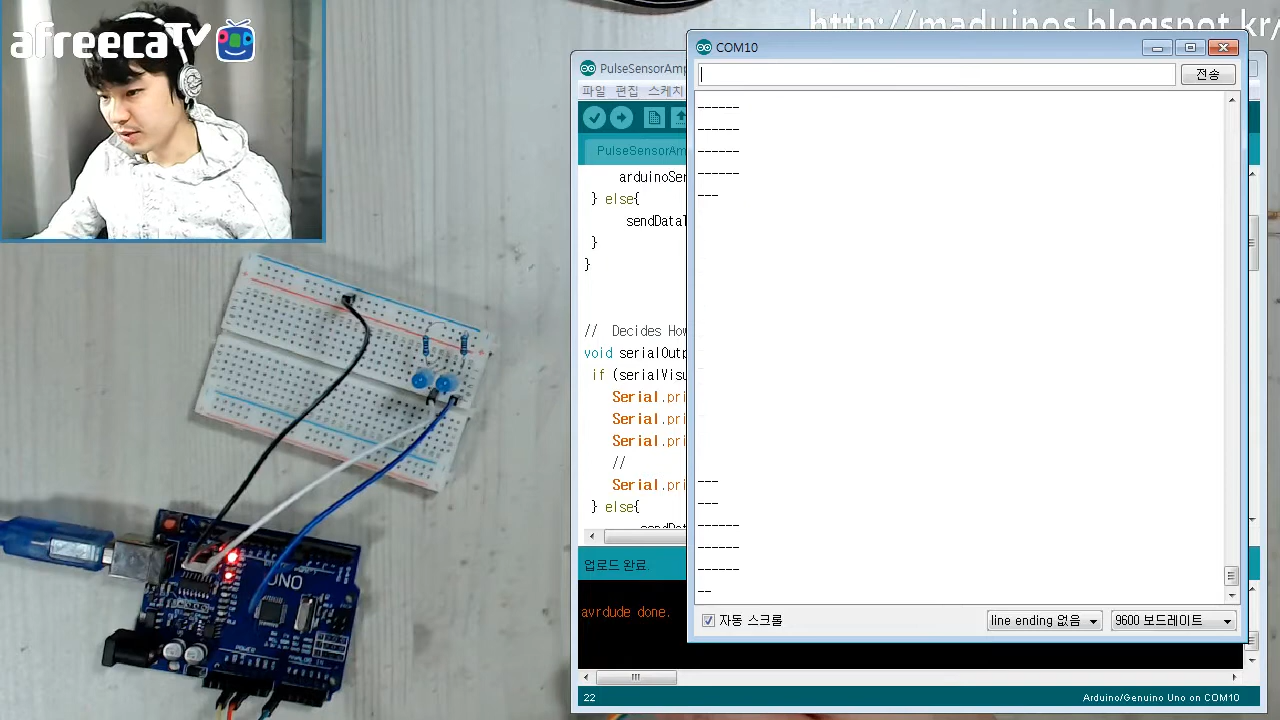 http://maduinos.blogspot.kr/
afreecaTV
COM10
전송
------
------
------
------
---
---
---
------
------
------
--
자동 스크롤
line ending 없음
9600 보드레이트
PulseSensorAmp
파일 편집 스케치
PulseSensorAm
arduinoSer
} else{
sendDataT
}
}
// Decides How
void serialOutp
if (serialVisu
Serial.pri
Serial.pri
Serial.pri
//
Serial.pri
} else{
업로드 완료.
avrdude done.
22
Arduino/Genuino Uno on COM10
UNO
POWER